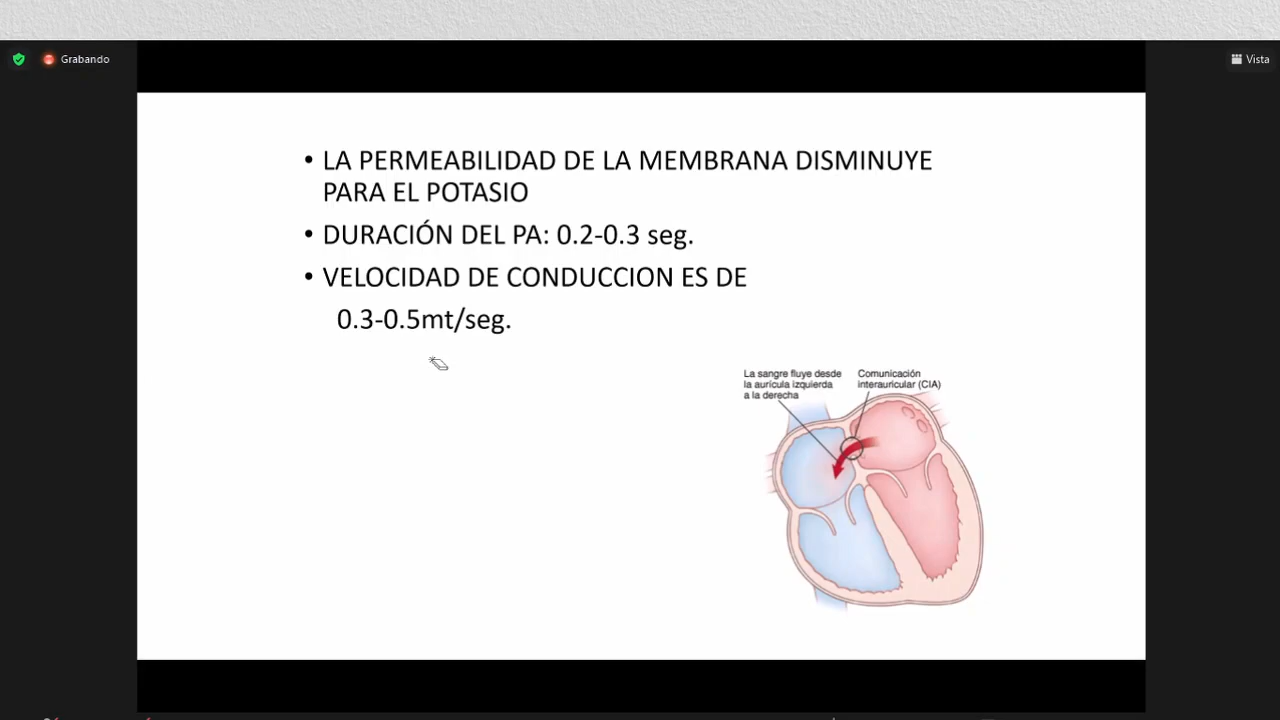 Grabando
Vista
• LA PERMEABILIDAD DE LA MEMBRANA DISMINUYE
PARA EL POTASIO
• DURACIÓN DEL PA: 0.2-0.3 seg.
• VELOCIDAD DE CONDUCCION ES DE
0.3-0.5mt/seg.
La sangre fluye desde
la aurícula izquierda
a la derecha
Comunicación
interauricular (CIA)